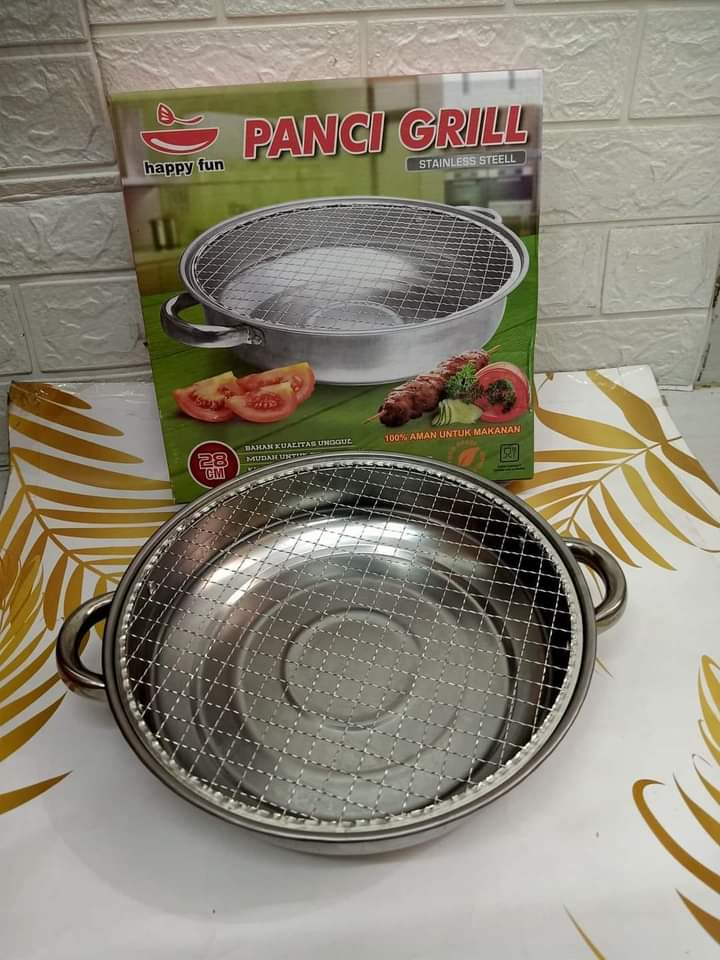 happy fun
PANCI GRILL
STAINLESS STEELL
28
CM
BAHAN KUALITAS UNGGUL
MUDAH UNTUK
100% AMAN UNTUK MAKANAN